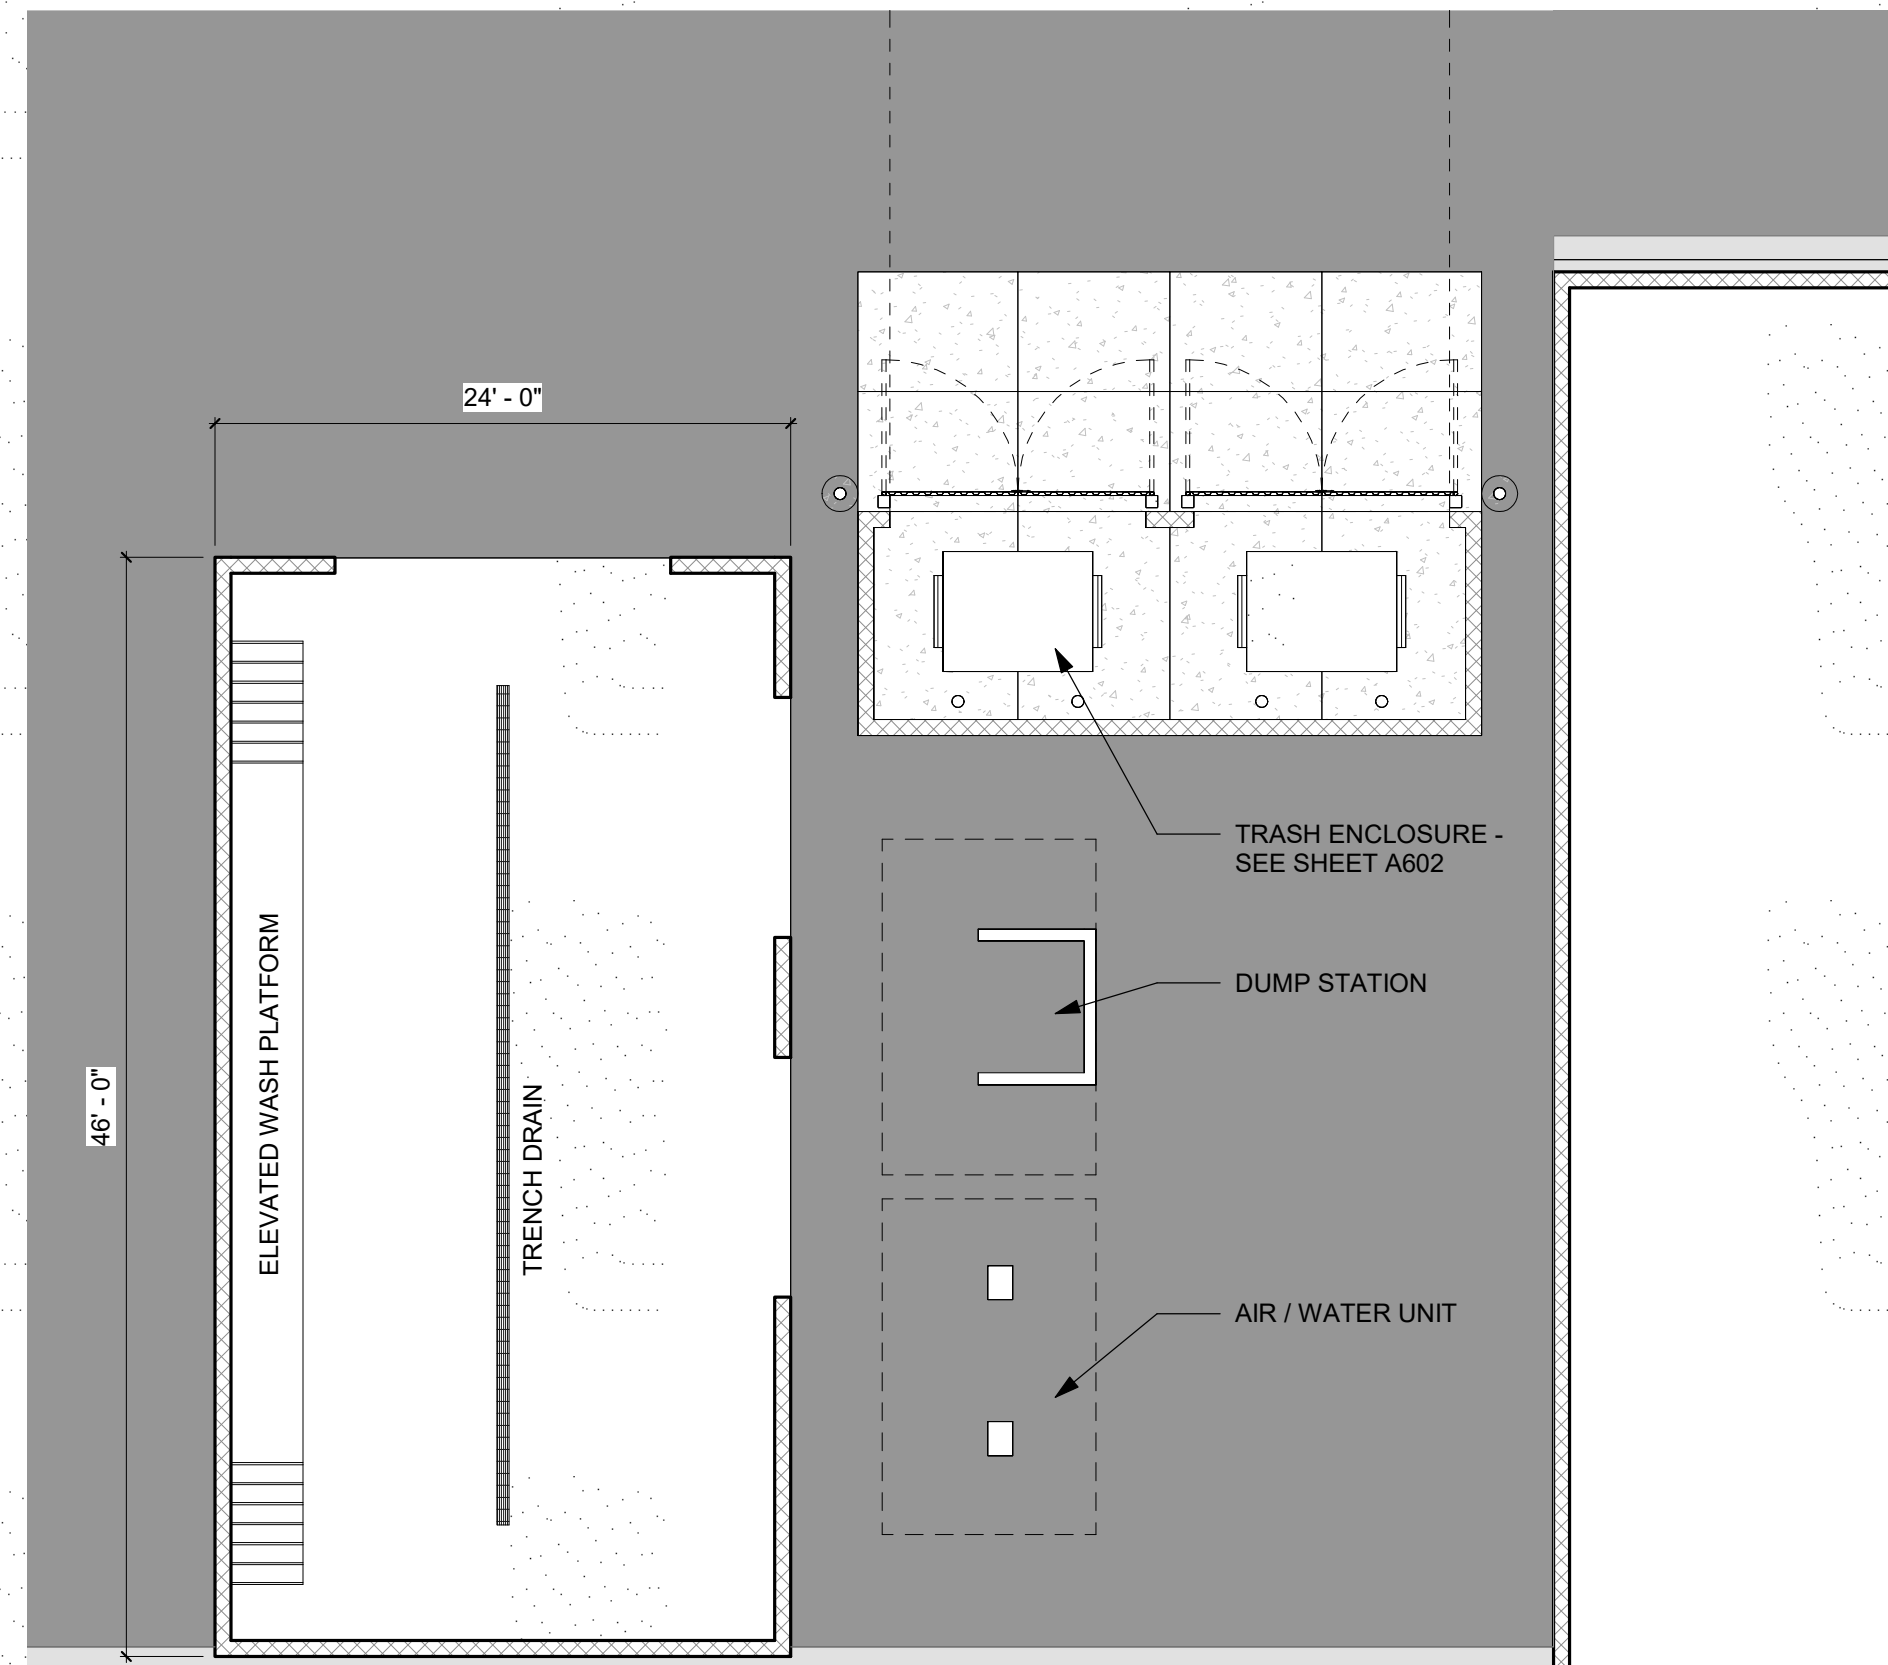 24' - 0"
46' - 0"
ELEVATED WASH PLATFORM
TRENCH DRAIN
TRASH ENCLOSURE -
SEE SHEET A602
DUMP STATION
AIR / WATER UNIT